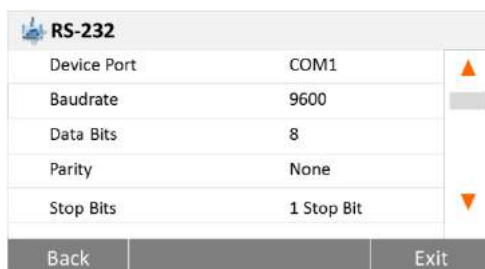 RS-232
Device Port COM1
Baudrate 9600
Data Bits 8
Parity None
Stop Bits 1 Stop Bit
Back Exit